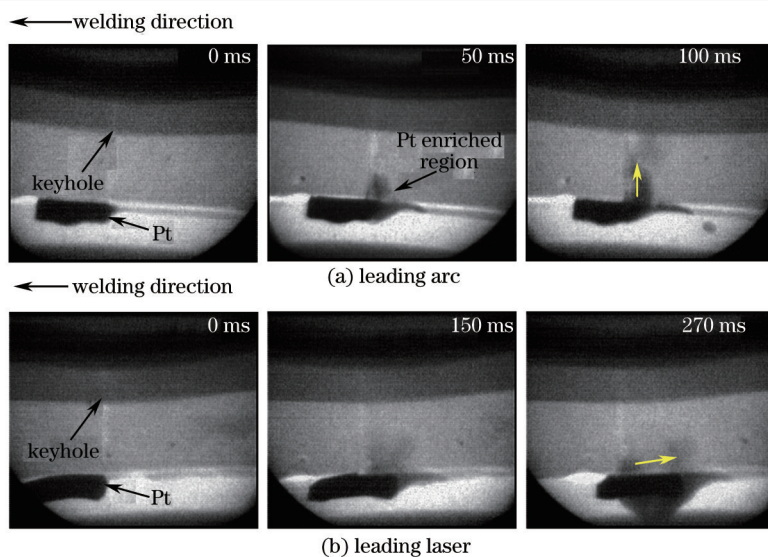 welding direction
0 ms
50 ms
100 ms
keyhole
Pt
Pt enriched
region
(a) leading arc
welding direction
0 ms
150 ms
270 ms
keyhole
Pt
(b) leading laser